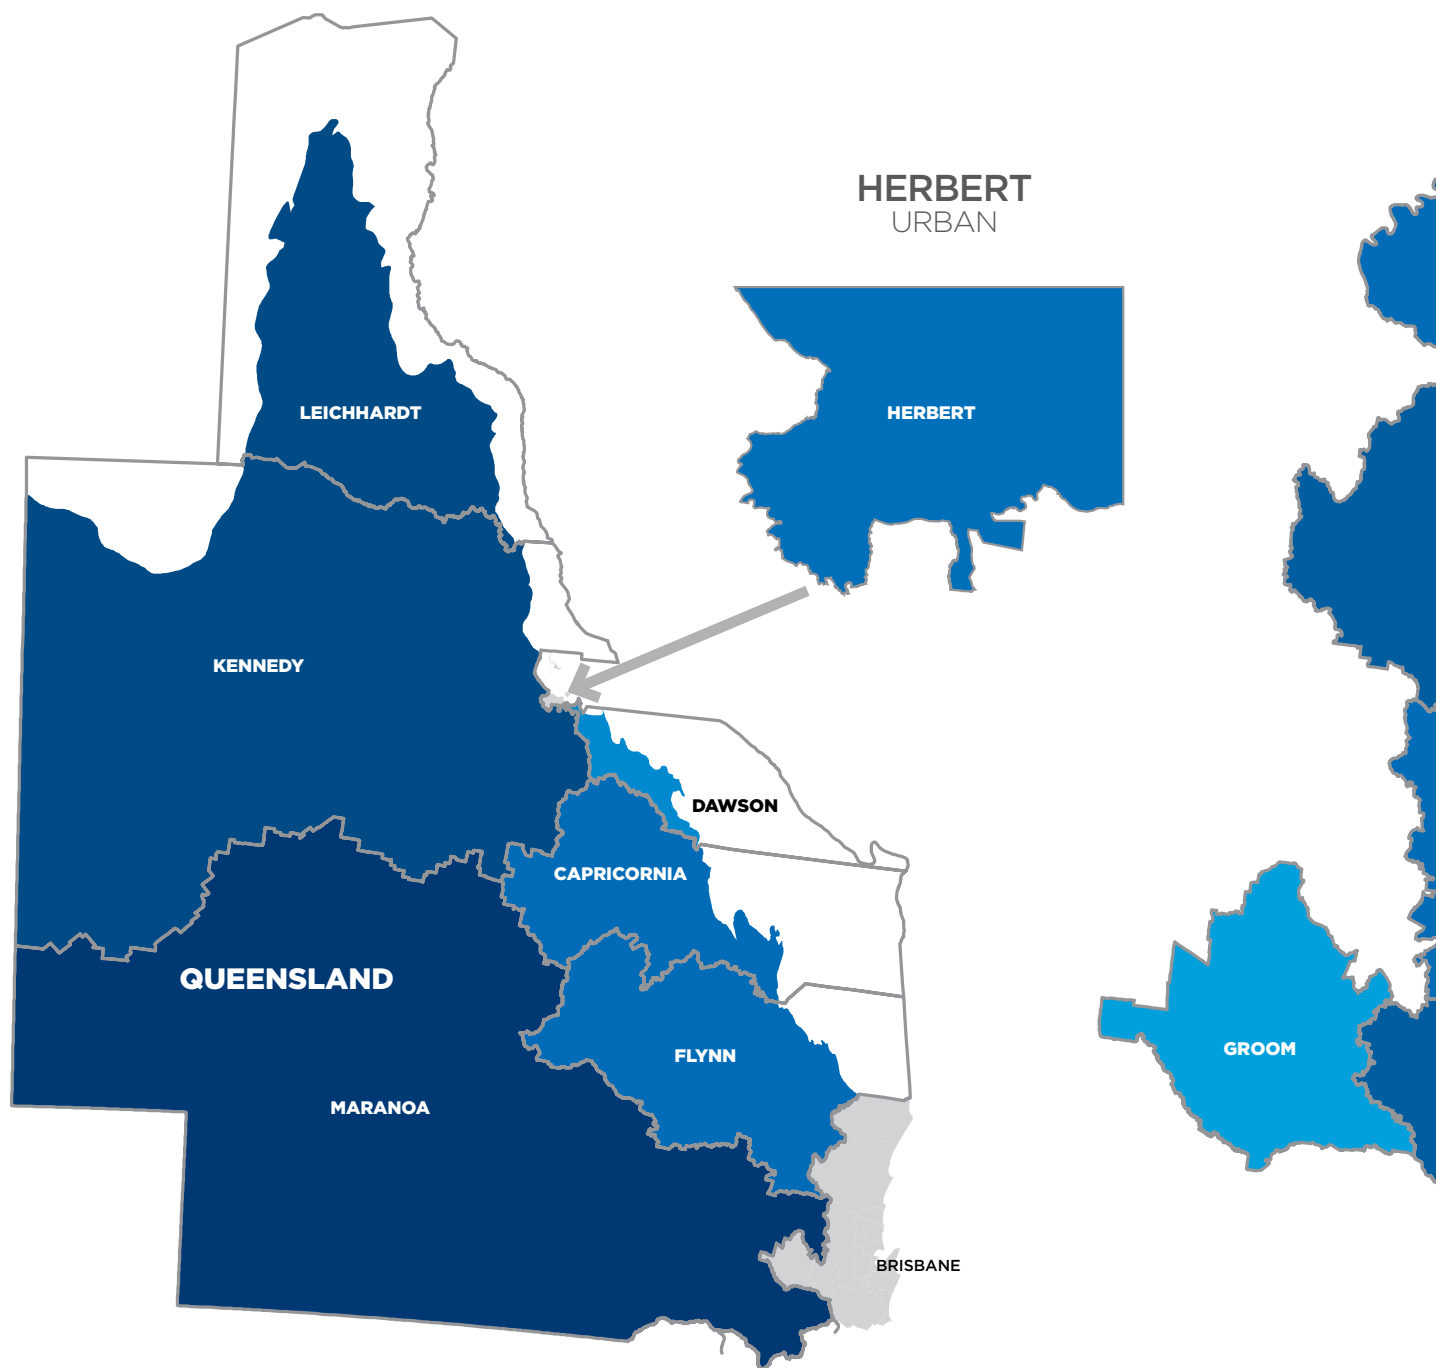 HERBERT
URBAN
LEICHHARDT
HERBERT
KENNEDY
DAWSON
CAPRICORNIA
QUEENSLAND
GROOM
FLYNN
MARANOA
BRISBANE